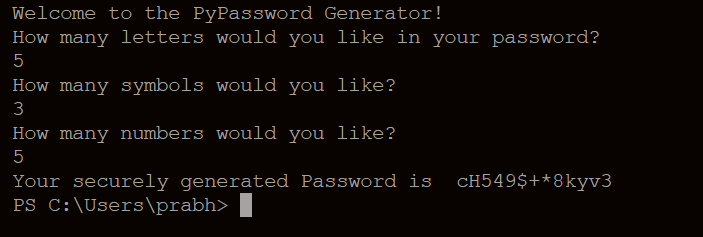 Welcome to the PyPassword Generator!
How many letters would you like in your password?
5
How many symbols would you like?
3
How many numbers would you like?
5
Your securely generated Password is  cH549$+*8kyv3
PS C:\Users\prabh>